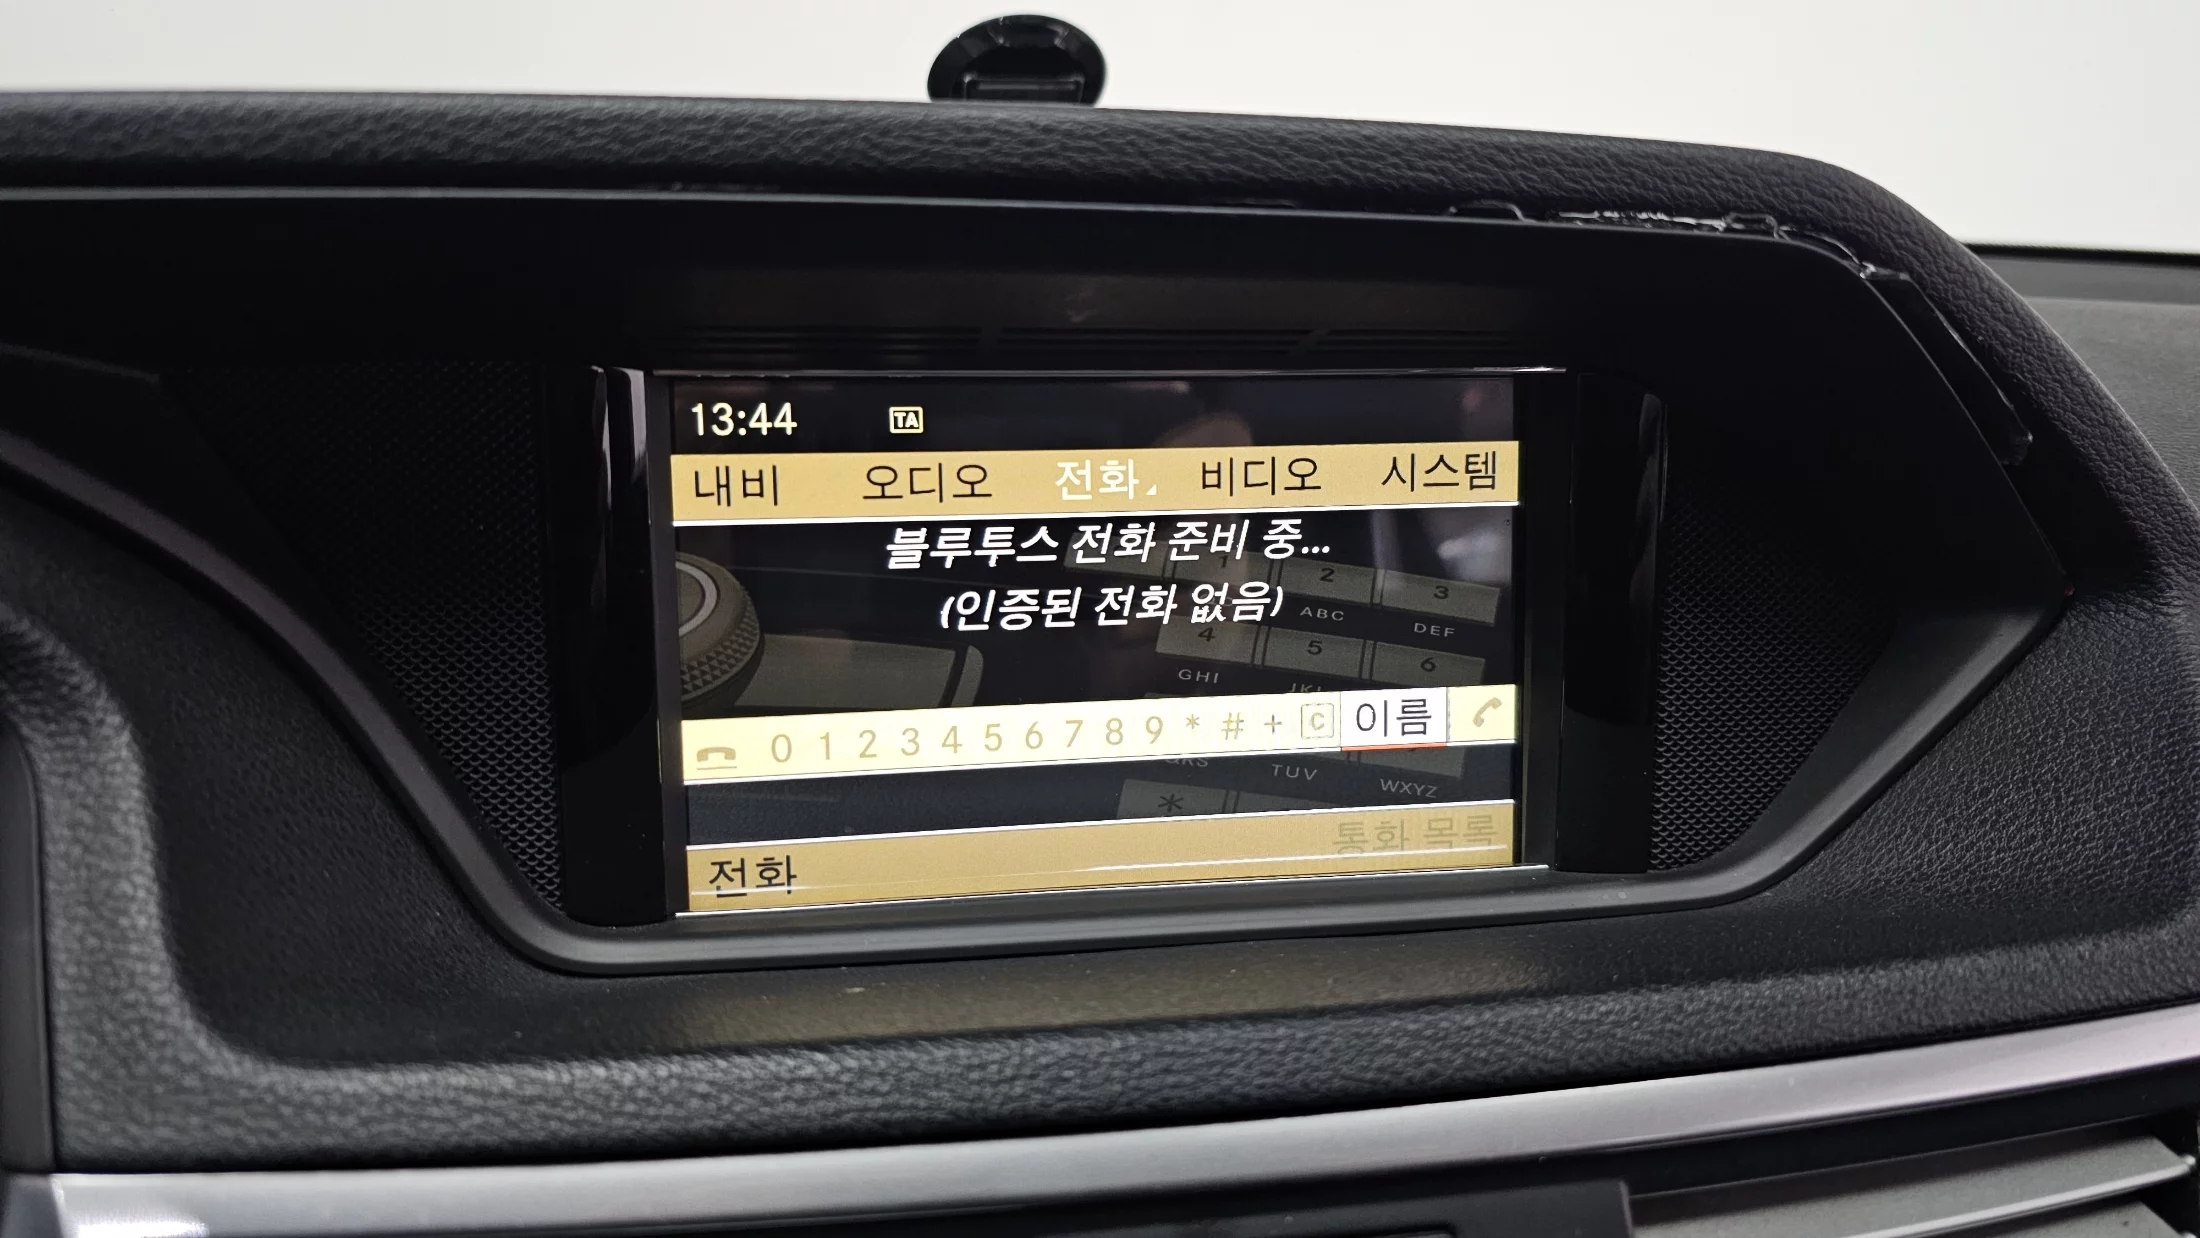 13:44 TA
내비 오디오 전화 비디오 시스템
블루투스 전화 준비 중...
(인증된 전화 없음)
1 2 3
ABC DEF
4 5 6
GHI JKL
0 1 2 3 4 5 6 7 8 9 * # + C 이름
TUV WXYZ
*
통화 목록
전화